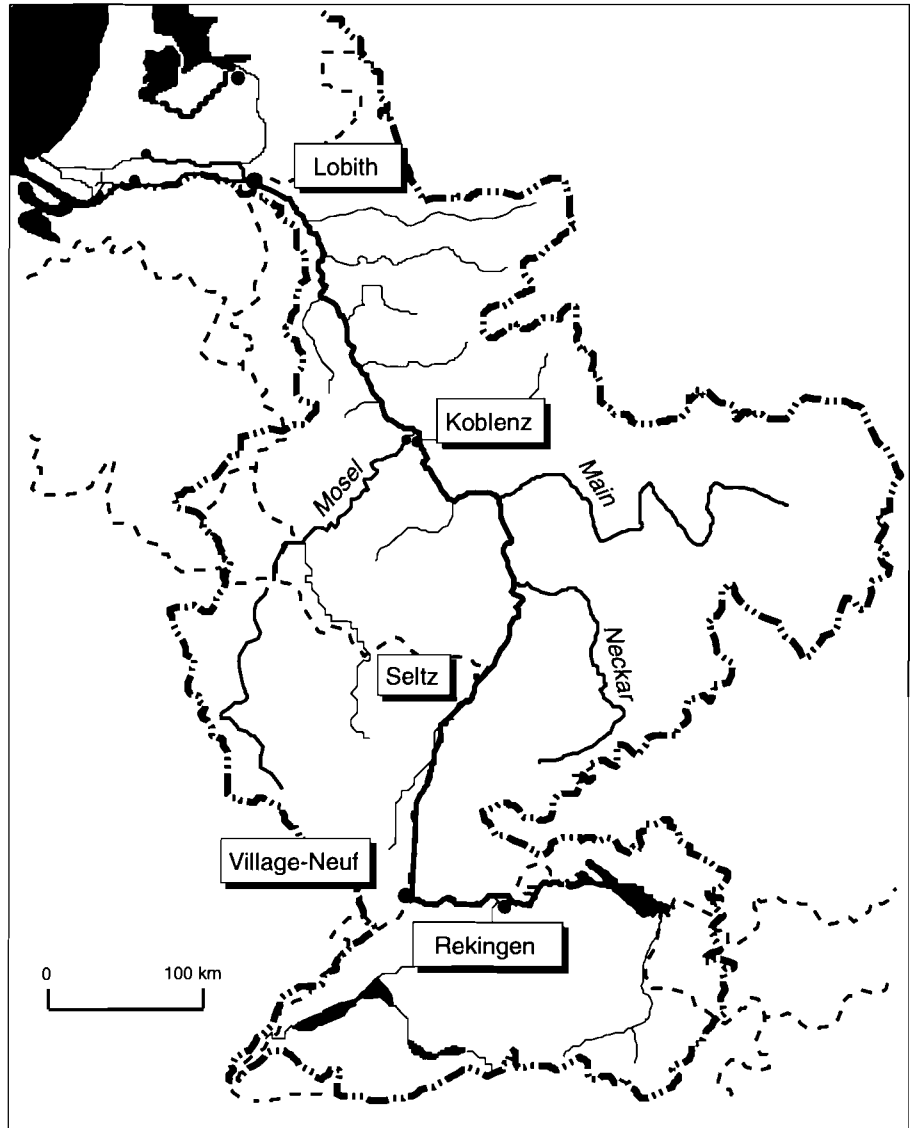 Lobith
Koblenz
Mosel
Main
Neckar
Seltz
Village-Neuf
Rekingen
0 100 km